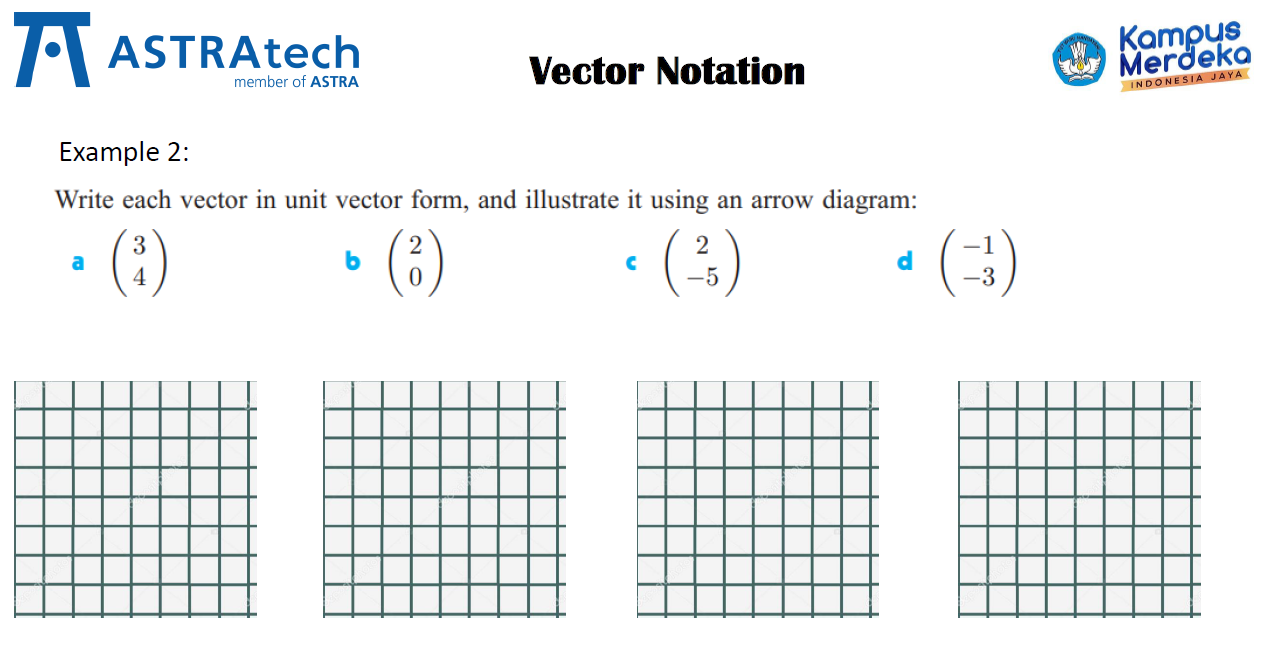 ASTRAtech
member of ASTRA
Vector Notation
Kampus
Merdeka
INDONESIA JAYA
Example 2:
Write each vector in unit vector form, and illustrate it using an arrow diagram:
a (3 4) b (2 0) c (2 −5) d (−1 −3)